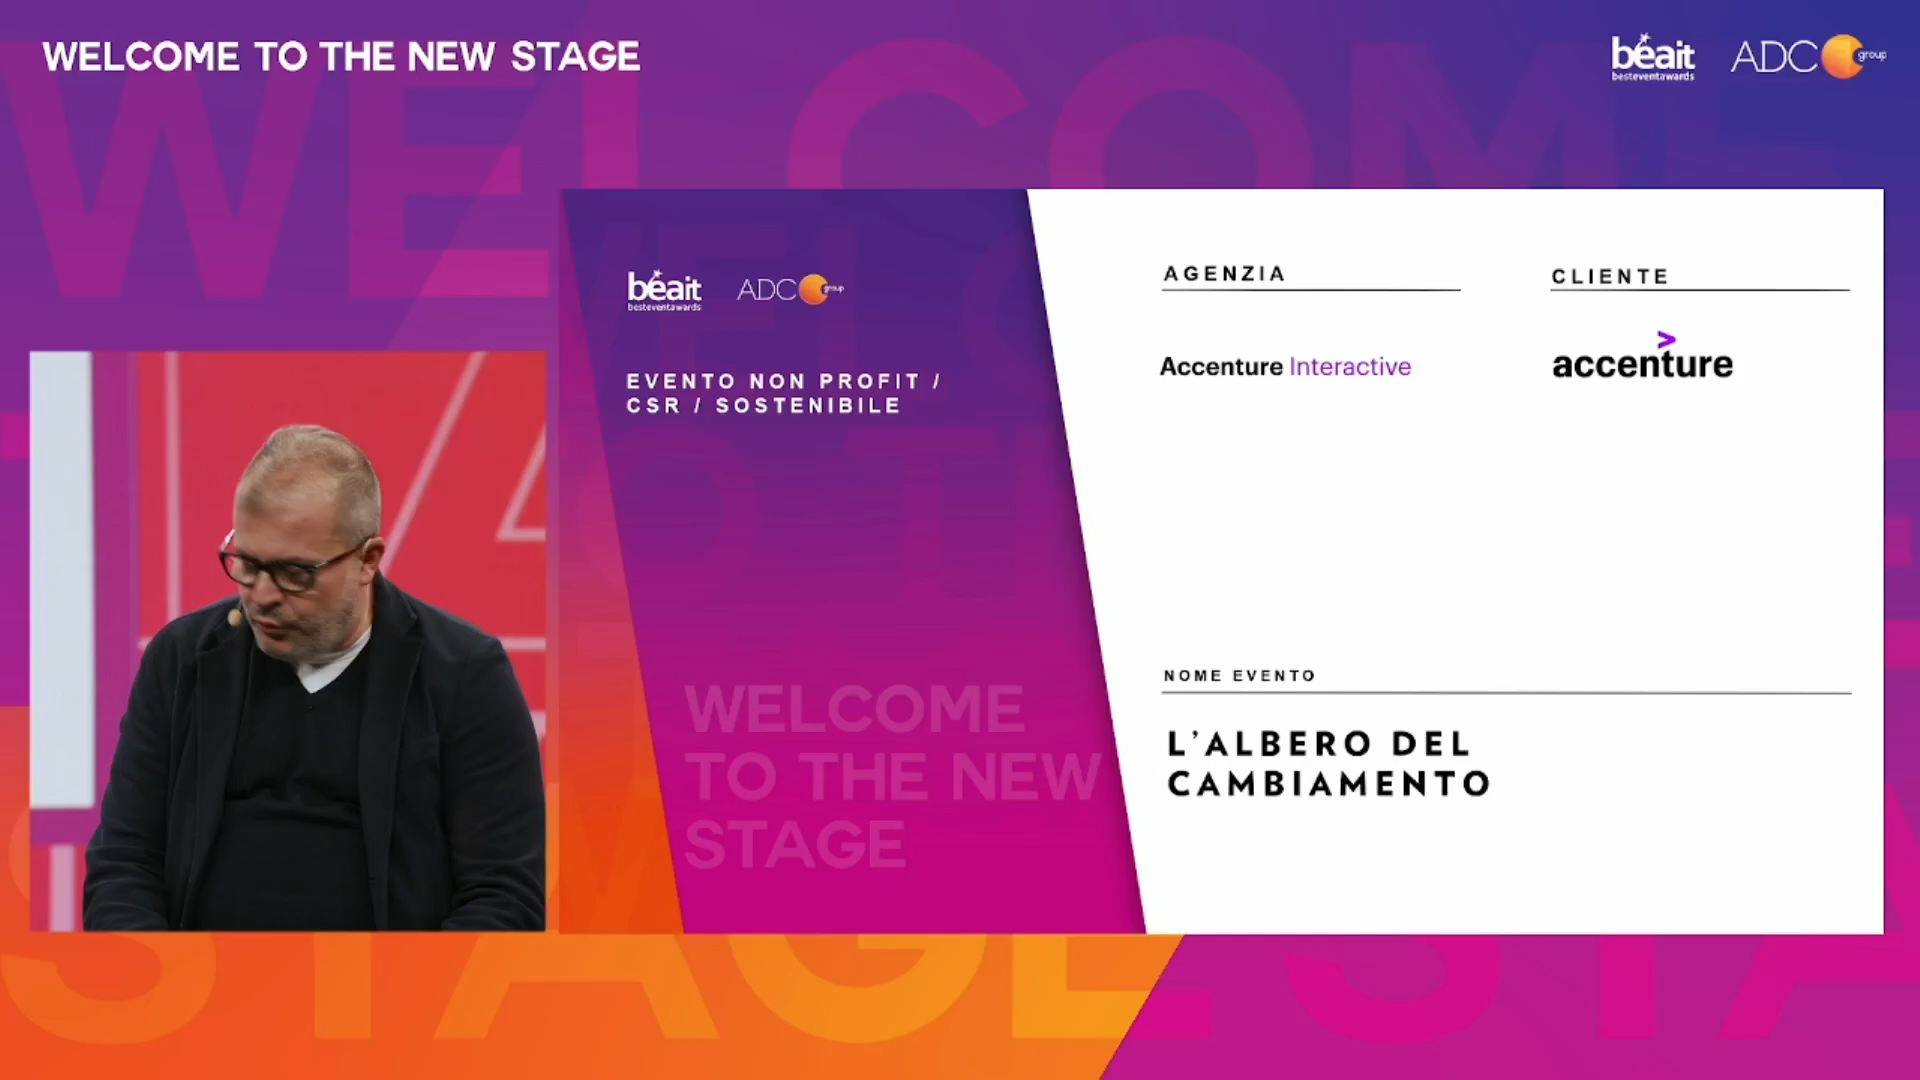 WELCOME TO THE NEW STAGE
béait
besteventawards
ADC group
béait
besteventawards
ADC group
EVENTO NON PROFIT /
CSR / SOSTENIBILE
WELCOME
TO THE NEW
STAGE
AGENZIA
Accenture Interactive
CLIENTE
accenture
NOME EVENTO
L'ALBERO DEL
CAMBIAMENTO